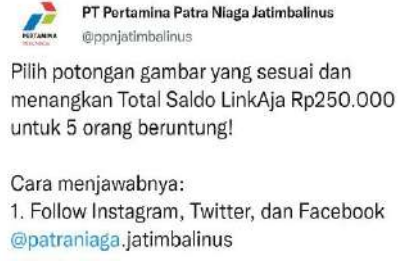 PT Pertamina Patra Niaga Jatimbalinus
@ppnjatimbalinus
PERTAMINA
Pilih potongan gambar yang sesuai dan
menangkan Total Saldo LinkAja Rp250.000
untuk 5 orang beruntung!
Cara menjawabnya:
1. Follow Instagram, Twitter, dan Facebook
@patraniaga.jatimbalinus